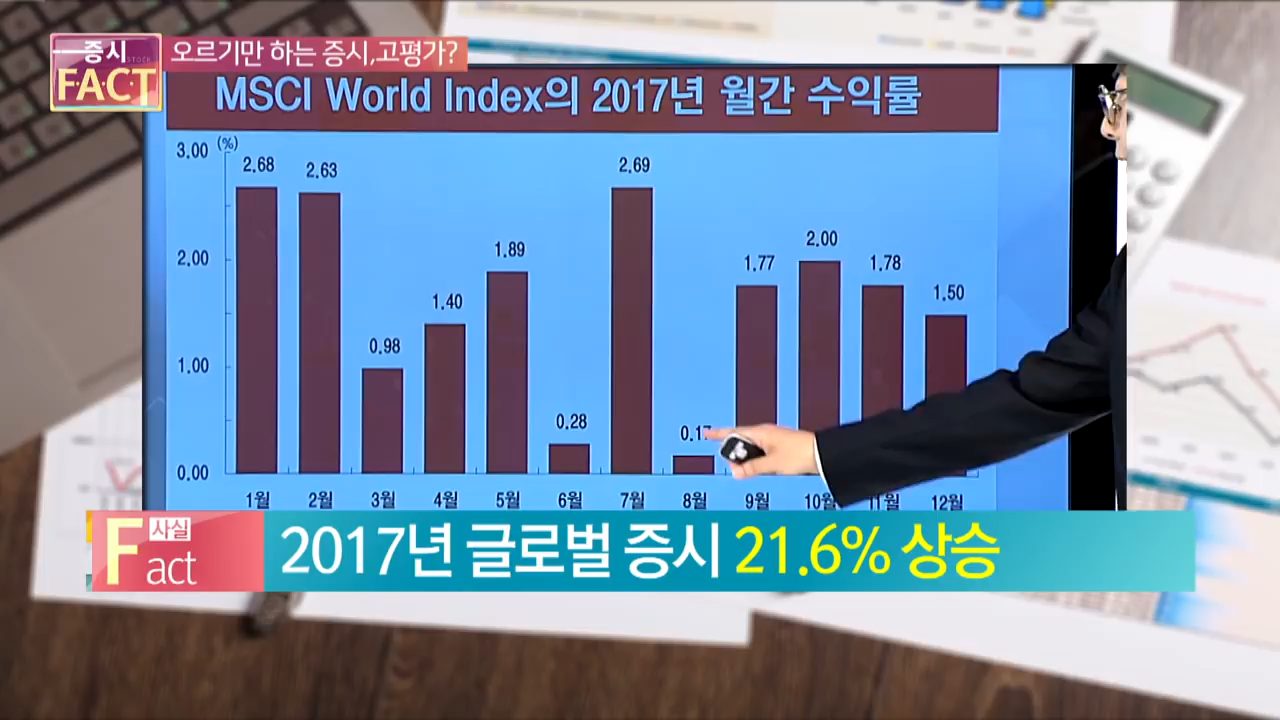 증시
STOCK
FACT
오르기만 하는 증시,고평가?
MSCI World Index의 2017년 월간 수익률
(%)
3.00
2.00
1.00
0.00
2.68
2.63
0.98
1.40
1.89
0.28
2.69
0.17
1.77
2.00
1.78
1.50
1월 2월 3월 4월 5월 6월 7월 8월 9월 10월 11월 12월
Fact
사실
2017년 글로벌 증시 21.6% 상승